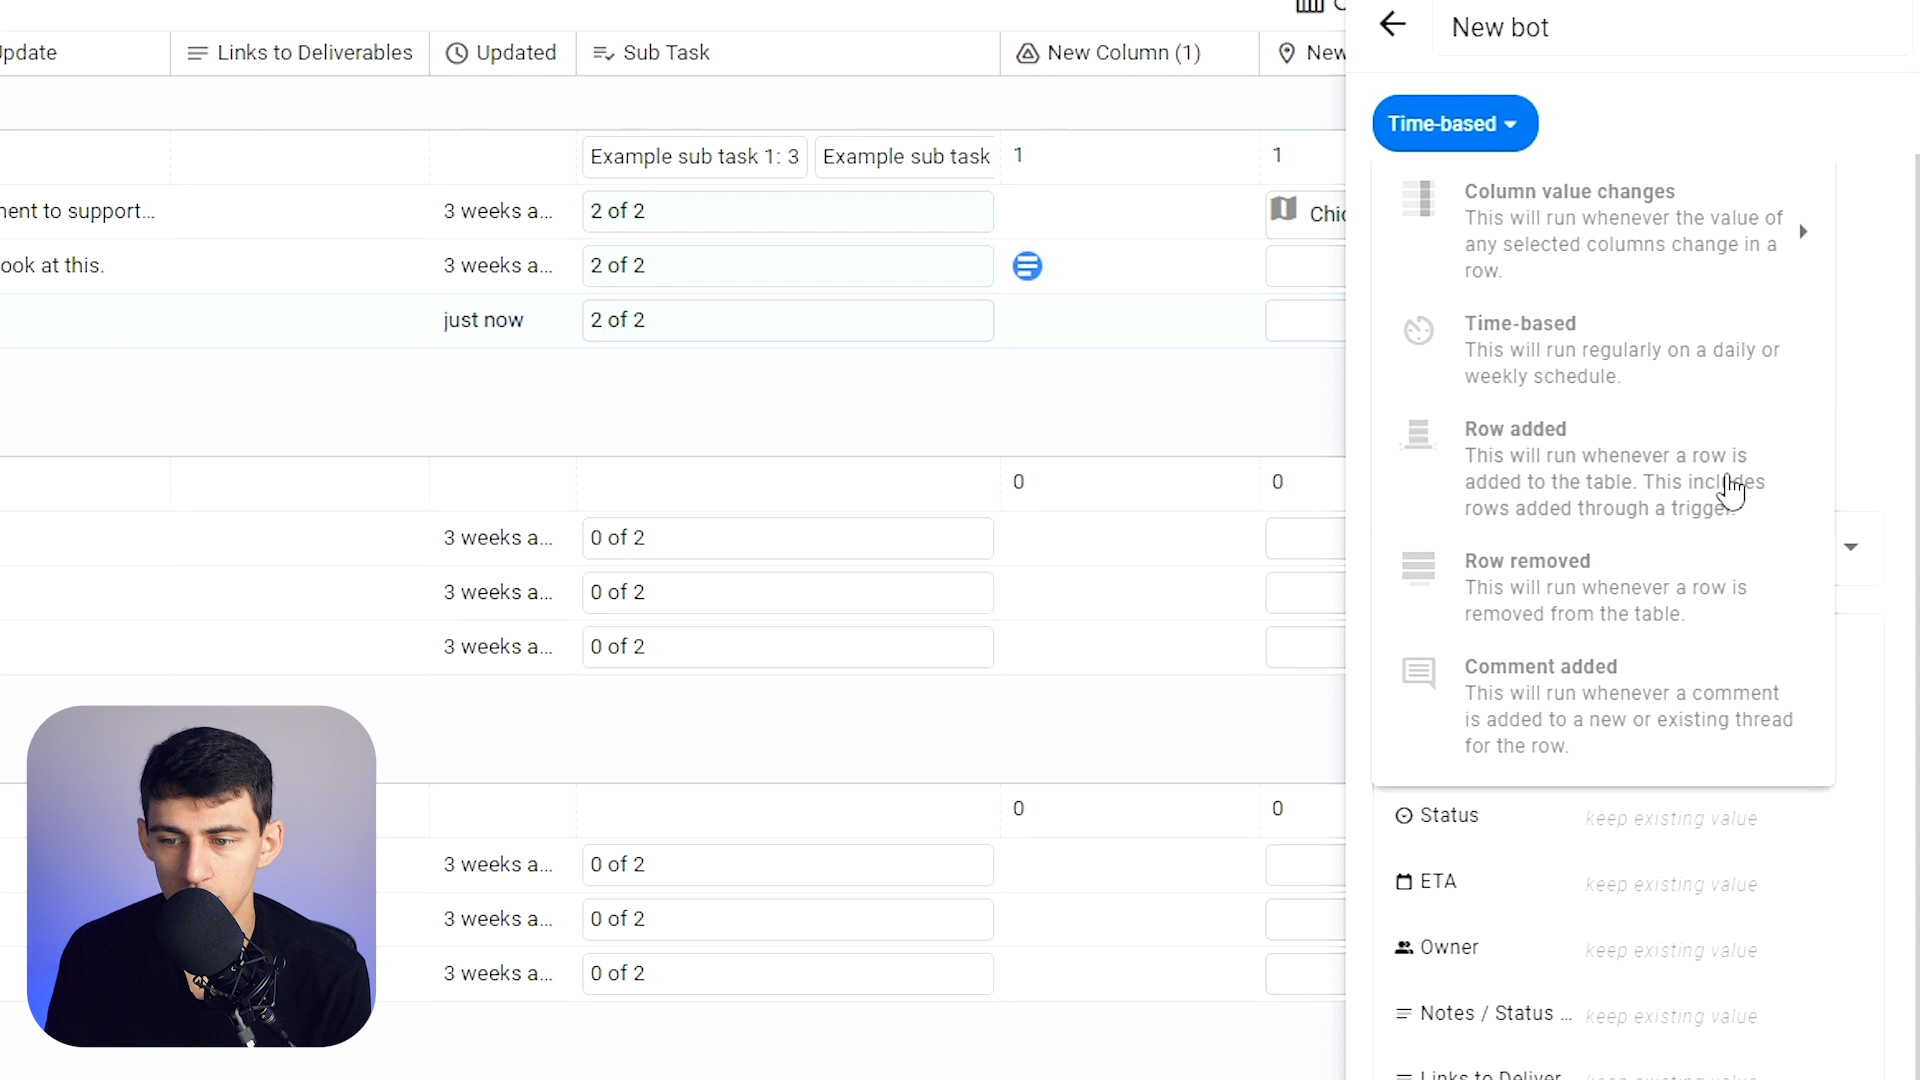 New bot
Links to Deliverables
Updated
Sub Task
New Column (1)
Time-based
Example sub task 1: 3
Example sub task
1
1
ent to support...
3 weeks a...
2 of 2
ook at this.
3 weeks a...
2 of 2
just now
2 of 2
0
0
3 weeks a...
0 of 2
3 weeks a...
0 of 2
3 weeks a...
0 of 2
0
0
3 weeks a...
0 of 2
3 weeks a...
0 of 2
3 weeks a...
0 of 2
Column value changes
This will run whenever the value of
any selected columns change in a
row.
Time-based
This will run regularly on a daily or
weekly schedule.
Row added
This will run whenever a row is
added to the table. This includes
rows added through a trigger.
Row removed
This will run whenever a row is
removed from the table.
Comment added
This will run whenever a comment
is added to a new or existing thread
for the row.
Status
keep existing value
ETA
keep existing value
Owner
keep existing value
Notes / Status ...
keep existing value